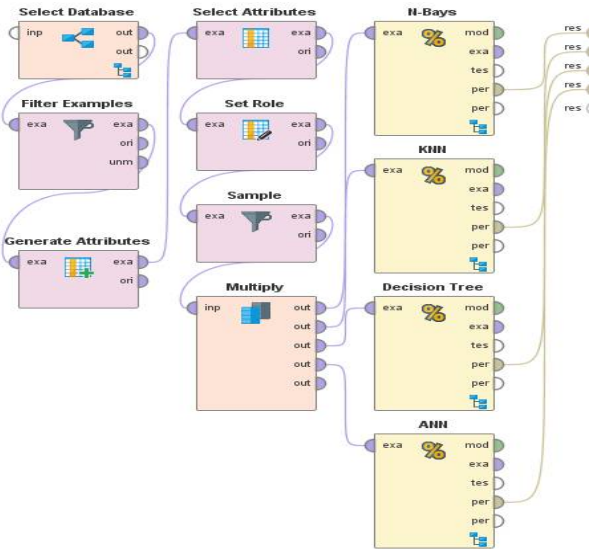 Select Database
inp
out
out
Filter Examples
exa
exa
ori
unm
Generate Attributes
exa
exa
ori
Select Attributes
exa
exa
ori
Set Role
exa
exa
ori
Sample
exa
exa
ori
Multiply
inp
out
out
out
out
out
N-Bays
exa
mod
exa
tes
per
per
KNN
exa
mod
exa
tes
per
per
Decision Tree
exa
mod
exa
tes
per
per
ANN
exa
mod
exa
tes
per
per
res
res
res
res
res